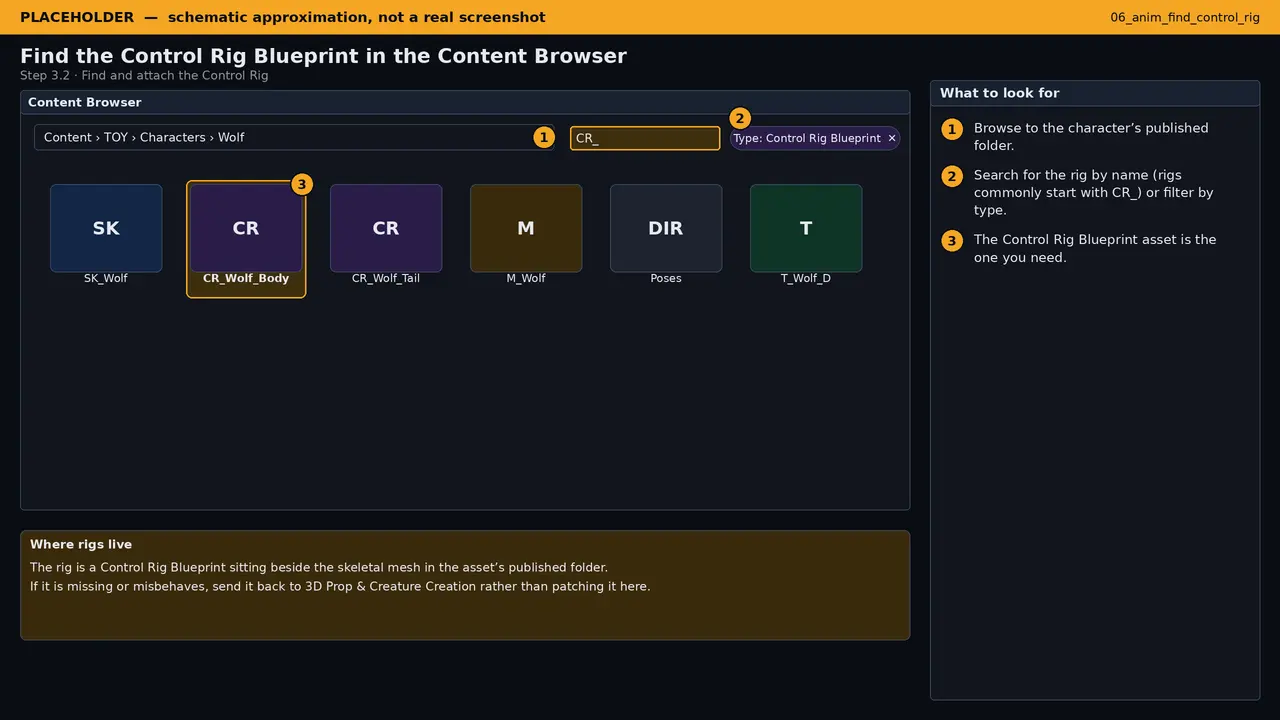 PLACEHOLDER — schematic approximation, not a real screenshot
06_anim_find_control_rig
Find the Control Rig Blueprint in the Content Browser
Step 3.2 · Find and attach the Control Rig
Content Browser
Content › TOY › Characters › Wolf
1
CR_
2
Type: Control Rig Blueprint ×
3
SK
CR
CR
M
DIR
T
SK_Wolf
CR_Wolf_Body
CR_Wolf_Tail
M_Wolf
Poses
T_Wolf_D
Where rigs live
The rig is a Control Rig Blueprint sitting beside the skeletal mesh in the asset’s published folder.
If it is missing or misbehaves, send it back to 3D Prop & Creature Creation rather than patching it here.
What to look for
1 Browse to the character’s published
folder.
2 Search for the rig by name (rigs
commonly start with CR_) or filter by
type.
3 The Control Rig Blueprint asset is the
one you need.